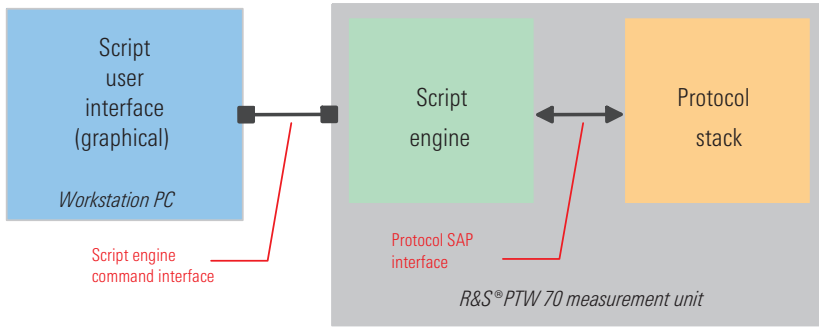 Script
user
interface
(graphical)
Workstation PC
Script
engine
Protocol
stack
Script engine
command interface
Protocol SAP
interface
R&S®PTW 70 measurement unit